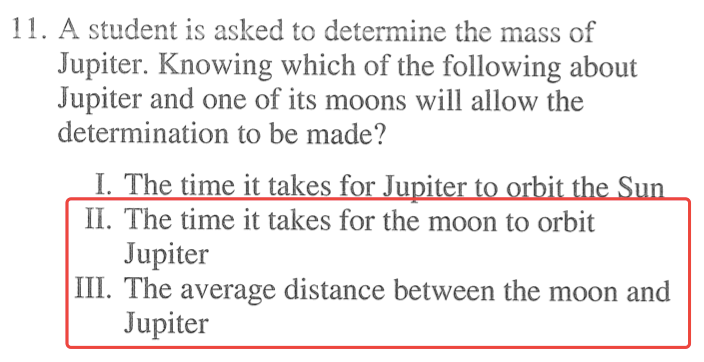 11. A student is asked to determine the mass of
Jupiter. Knowing which of the following about
Jupiter and one of its moons will allow the
determination to be made?
I. The time it takes for Jupiter to orbit the Sun
II. The time it takes for the moon to orbit
Jupiter
III. The average distance between the moon and
Jupiter